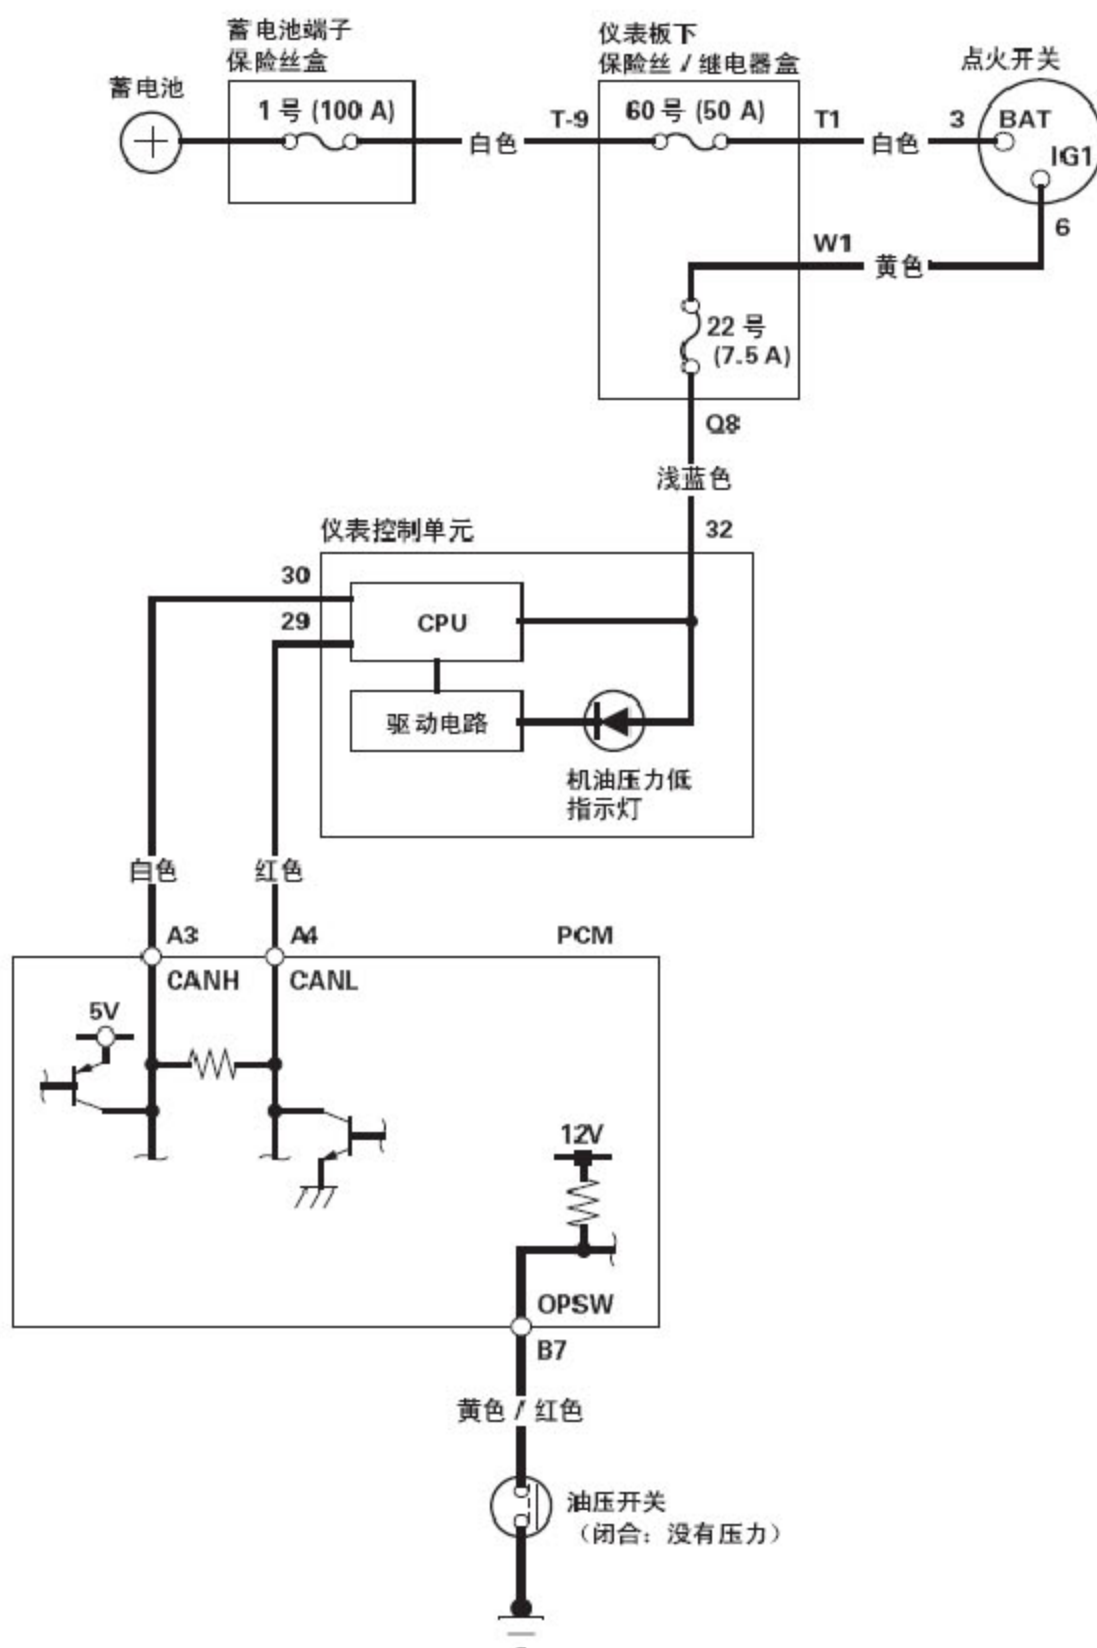 蓄电池端子
保险丝盒
仪表板下
保险丝 / 继电器盒
点火开关
蓄电池
1 号 (100 A)
T-9
60 号 (50 A)
T1
3
BAT
白色
白色
IG1
6
W1
黄色
22 号
(7.5 A)
Q8
浅蓝色
32
仪表控制单元
30
29
CPU
驱动电路
机油压力低
指示灯
白色
红色
A3
A4
PCM
CANH
CANL
5V
12V
OPSW
B7
黄色 / 红色
油压开关
（闭合：没有压力）